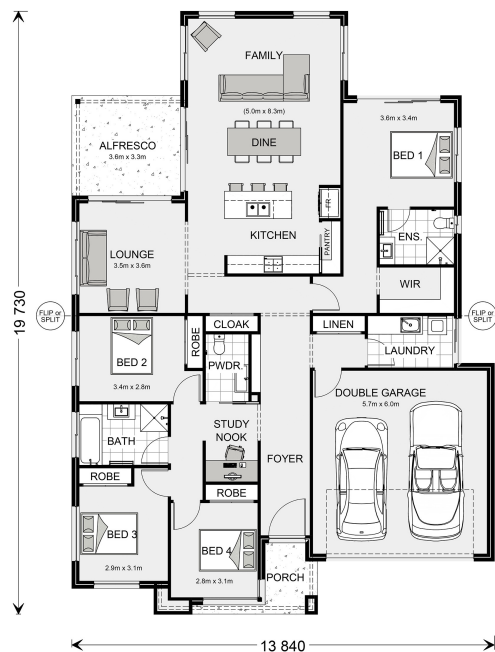 FAMILY
(5.0m x 8.3m)
3.6m x 3.4m
ALFRESCO
3.6m x 3.3m
DINE
BED 1
FR
KITCHEN
PANTRY
ENS.
LOUNGE
3.5m x 3.6m
WIR
19 730
FLIP or
SPLIT
FLIP or
SPLIT
ROBE
CLOAK
LINEN
BED 2
PWDR.
LAUNDRY
3.4m x 2.8m
DOUBLE GARAGE
5.7m x 6.0m
BATH
STUDY
NOOK
FOYER
ROBE
ROBE
BED 3
BED 4
2.9m x 3.1m
2.8m x 3.1m
PORCH
13 840